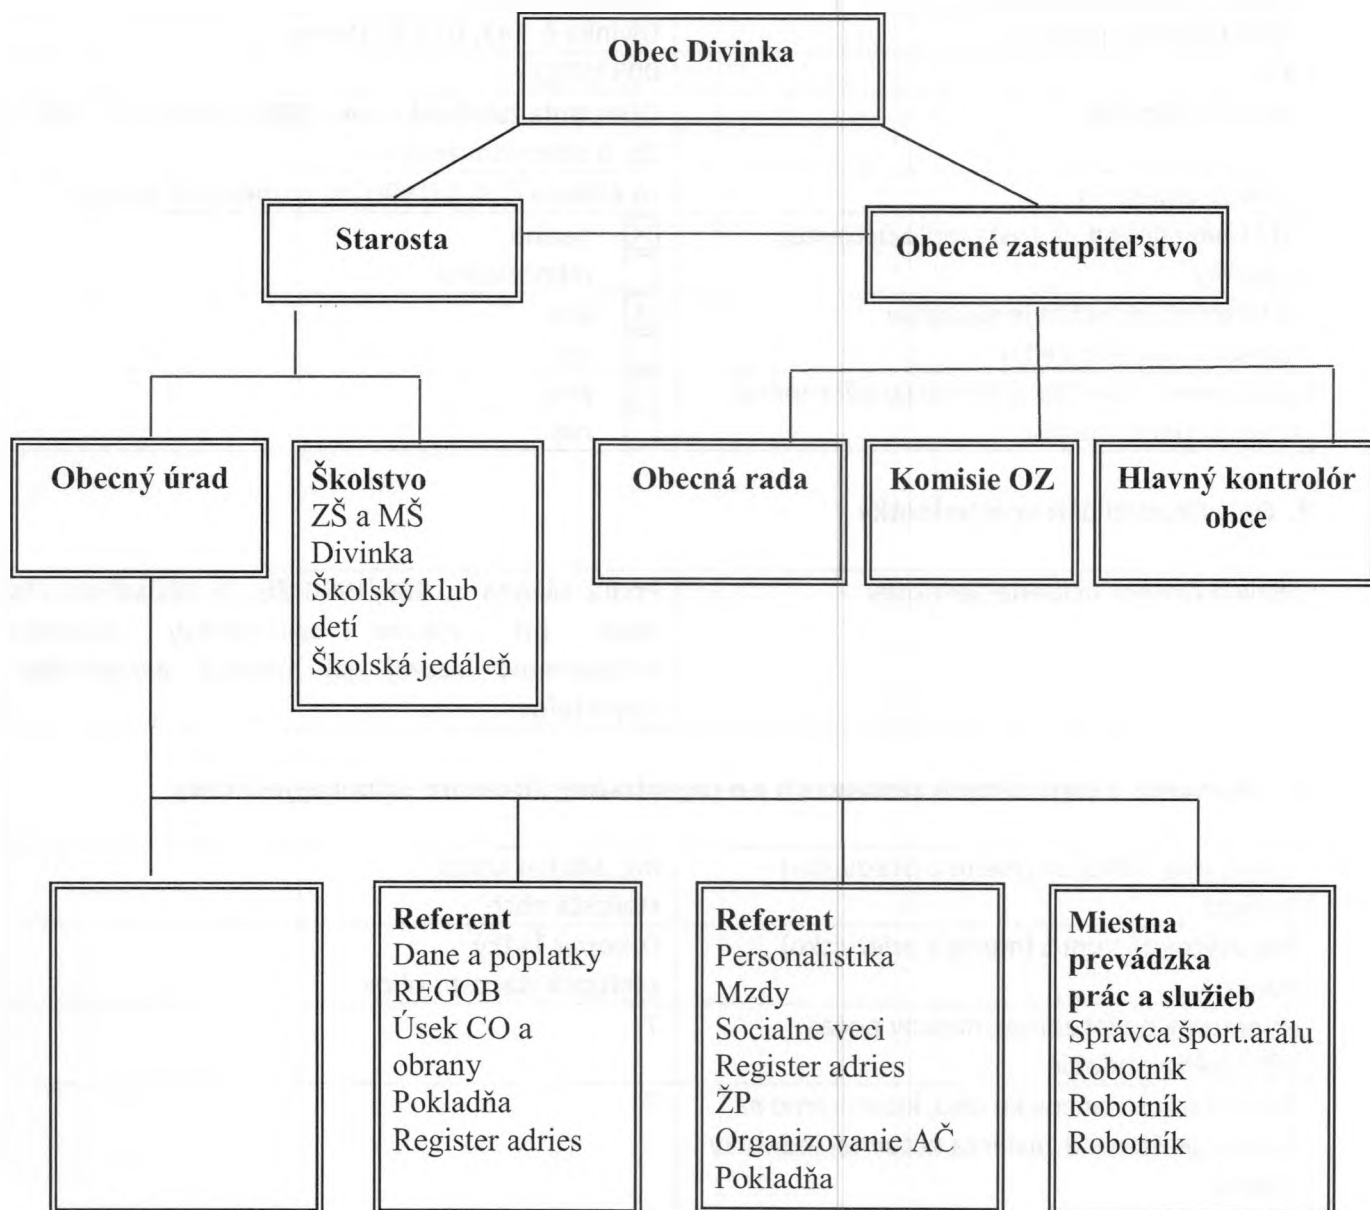 Obec Divinka
Starosta
Obecné zastupiteľstvo
Obecný úrad
Školstvo
ZŠ a MŠ
Divinka
Školský klub
detí
Školská jedáleň
Obecná rada
Komisie OZ
Hlavný kontrolór
obce
Referent
Dane a poplatky
REGOB
Úsek CO a
obrany
Pokladňa
Register adries
Referent
Personalistika
Mzdy
Socialne veci
Register adries
ŽP
Organizovanie AČ
Pokladňa
Miestna
prevádzka
prác a služieb
Správca šport.arálu
Robotník
Robotník
Robotník